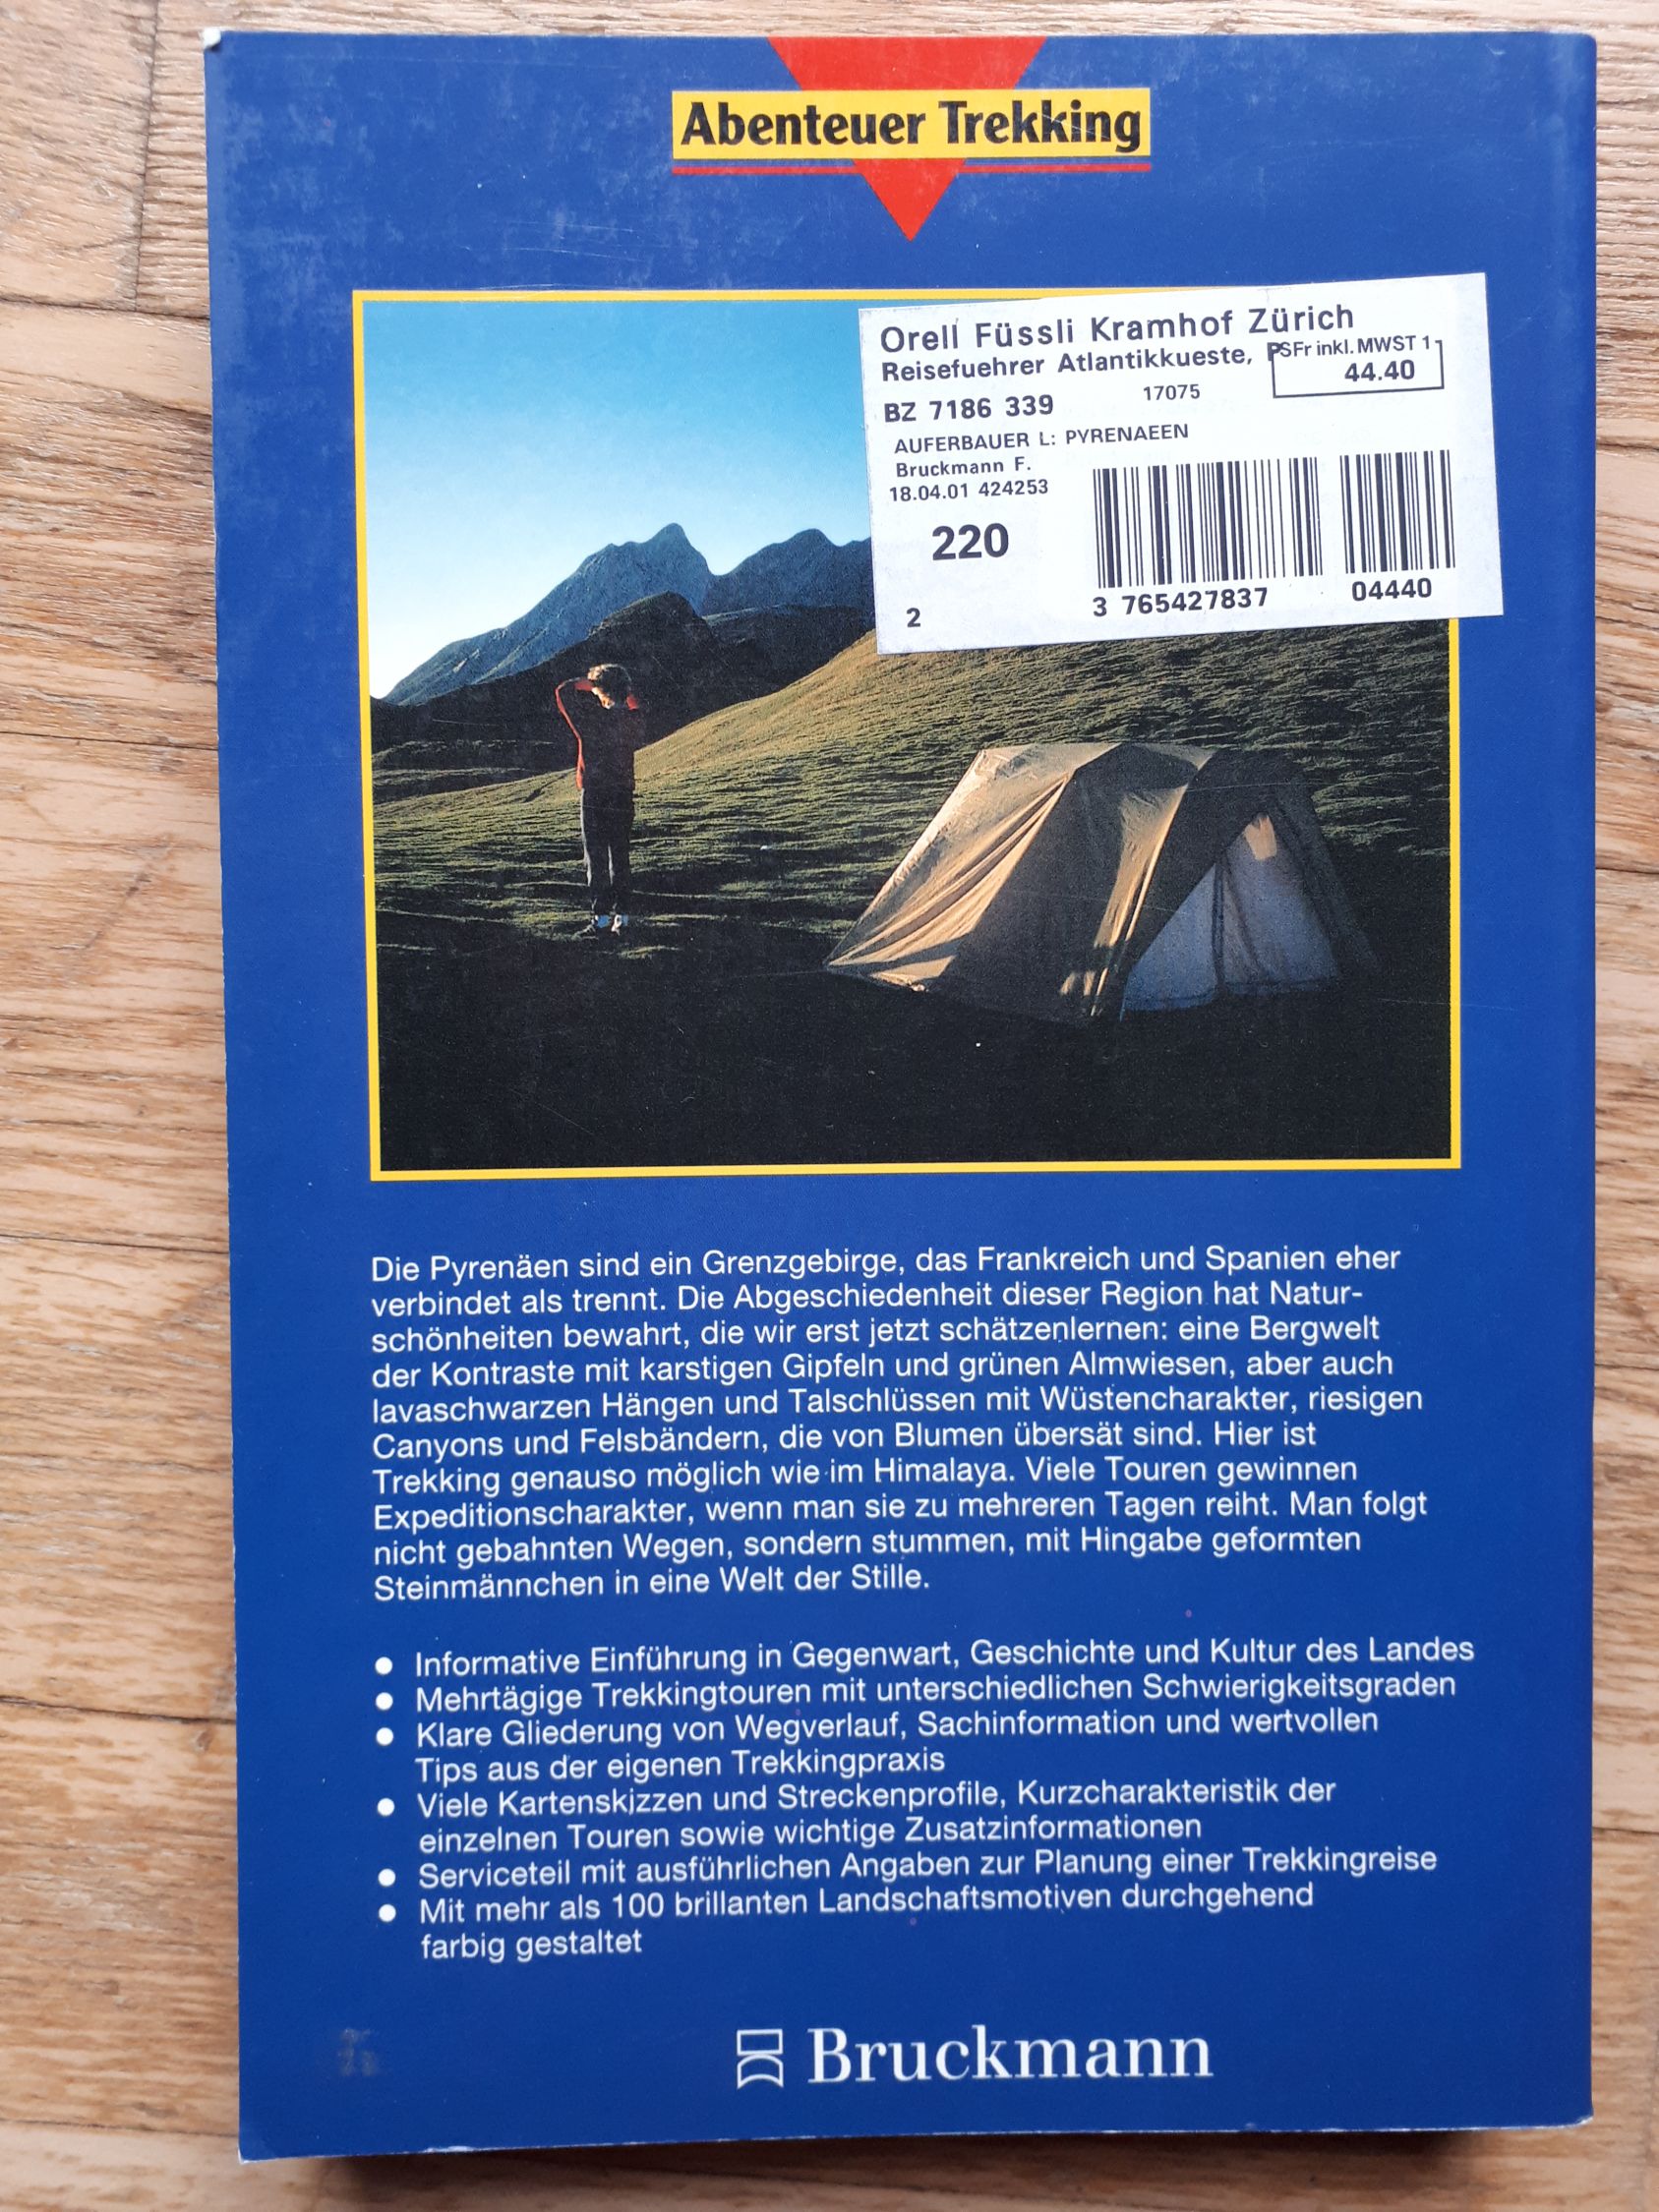 Abenteuer Trekking
Orell Füssli Kramhof Zürich
Reisefuehrer Atlantikkueste, P
SFr inkl. MWST 1
44.40
BZ 7186 339
17075
AUFERBAUER L: PYRENAEEN
Bruckmann F.
18.04.01 424253
220
2
3 765427837
04440
Die Pyrenäen sind ein Grenzgebirge, das Frankreich und Spanien eher
verbindet als trennt. Die Abgeschiedenheit dieser Region hat Natur-
schönheiten bewahrt, die wir erst jetzt schätzenlernen: eine Bergwelt
der Kontraste mit karstigen Gipfeln und grünen Almwiesen, aber auch
lavaschwarzen Hängen und Talschlüssen mit Wüstencharakter, riesigen
Canyons und Felsbändern, die von Blumen übersät sind. Hier ist
Trekking genauso möglich wie im Himalaya. Viele Touren gewinnen
Expeditionscharakter, wenn man sie zu mehreren Tagen reiht. Man folgt
nicht gebahnten Wegen, sondern stummen, mit Hingabe geformten
Steinmännchen in eine Welt der Stille.
● Informative Einführung in Gegenwart, Geschichte und Kultur des Landes
● Mehrtägige Trekkingtouren mit unterschiedlichen Schwierigkeitsgraden
● Klare Gliederung von Wegverlauf, Sachinformation und wertvollen
Tips aus der eigenen Trekkingpraxis
● Viele Kartenskizzen und Streckenprofile, Kurzcharakteristik der
einzelnen Touren sowie wichtige Zusatzinformationen
● Serviceteil mit ausführlichen Angaben zur Planung einer Trekkingreise
● Mit mehr als 100 brillanten Landschaftsmotiven durchgehend
farbig gestaltet
Bruckmann